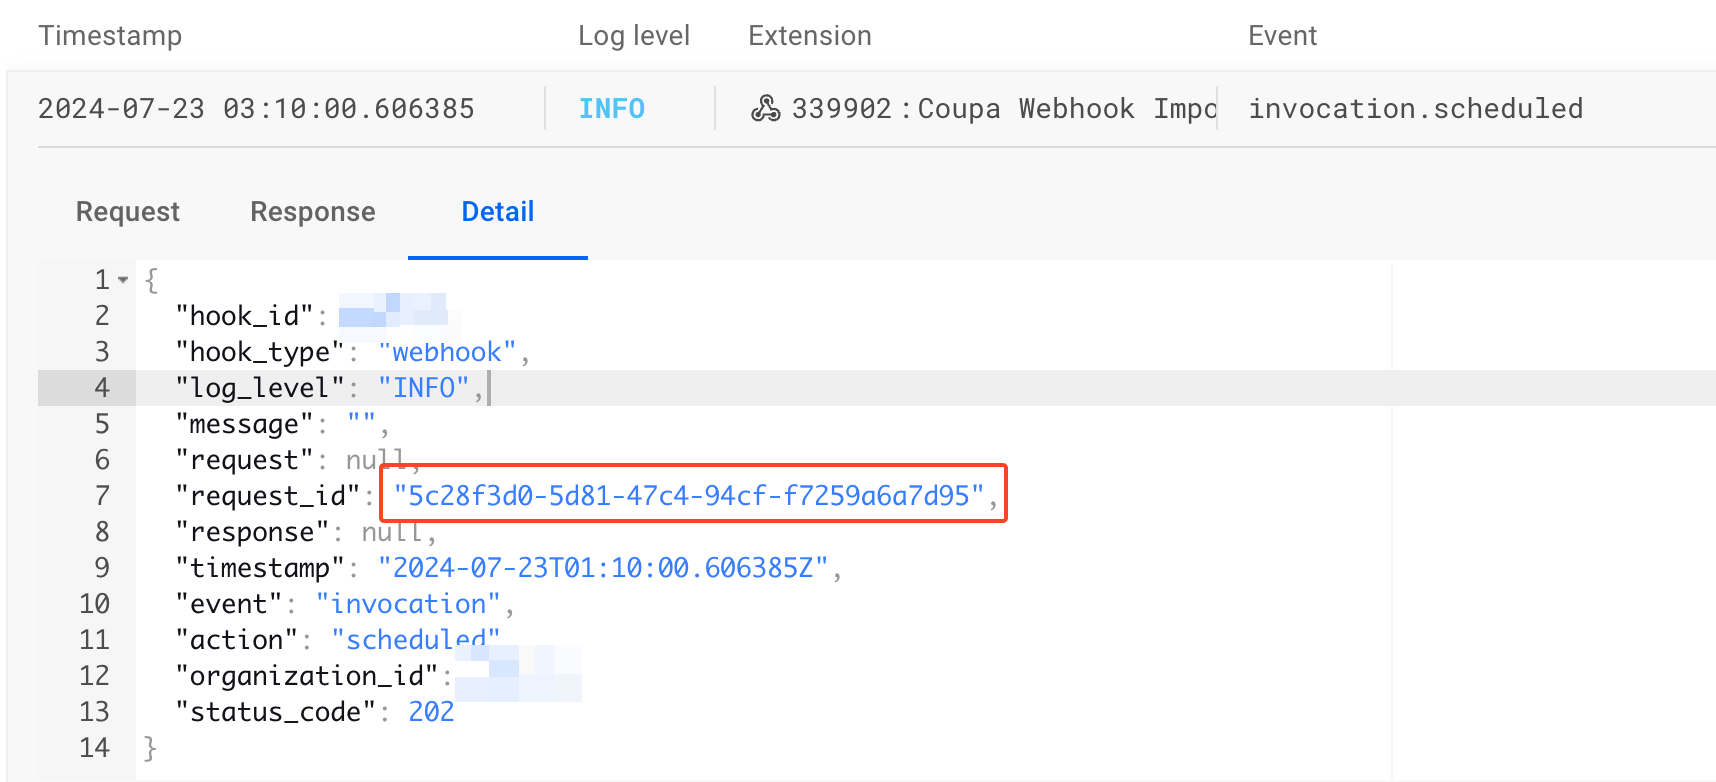 Timestamp Log level Extension Event
2024-07-23 03:10:00.606385 INFO 339902 : Coupa Webhook Impo invocation.scheduled
Request Response Detail
1 {
2 "hook_id":
3 "hook_type": "webhook",
4 "log_level": "INFO",
5 "message": "",
6 "request": null,
7 "request_id": "5c28f3d0-5d81-47c4-94cf-f7259a6a7d95",
8 "response": null,
9 "timestamp": "2024-07-23T01:10:00.606385Z",
10 "event": "invocation",
11 "action": "scheduled"
12 "organization_id":
13 "status_code": 202
14 }